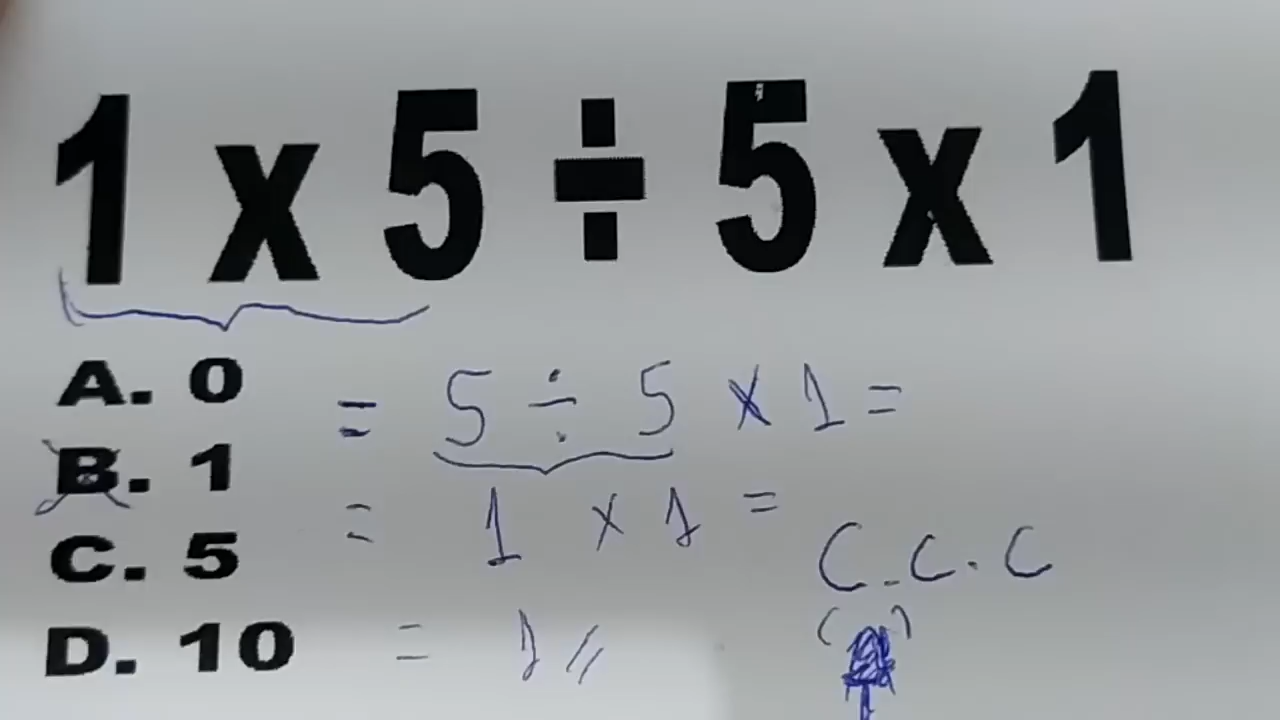 1 x 5 ÷ 5 x 1
A. 0
= 5 ÷ 5 x 1 =
B. 1
= 1 x 1 =
C. 5
C.C.C
D. 10
= 1 //
( )